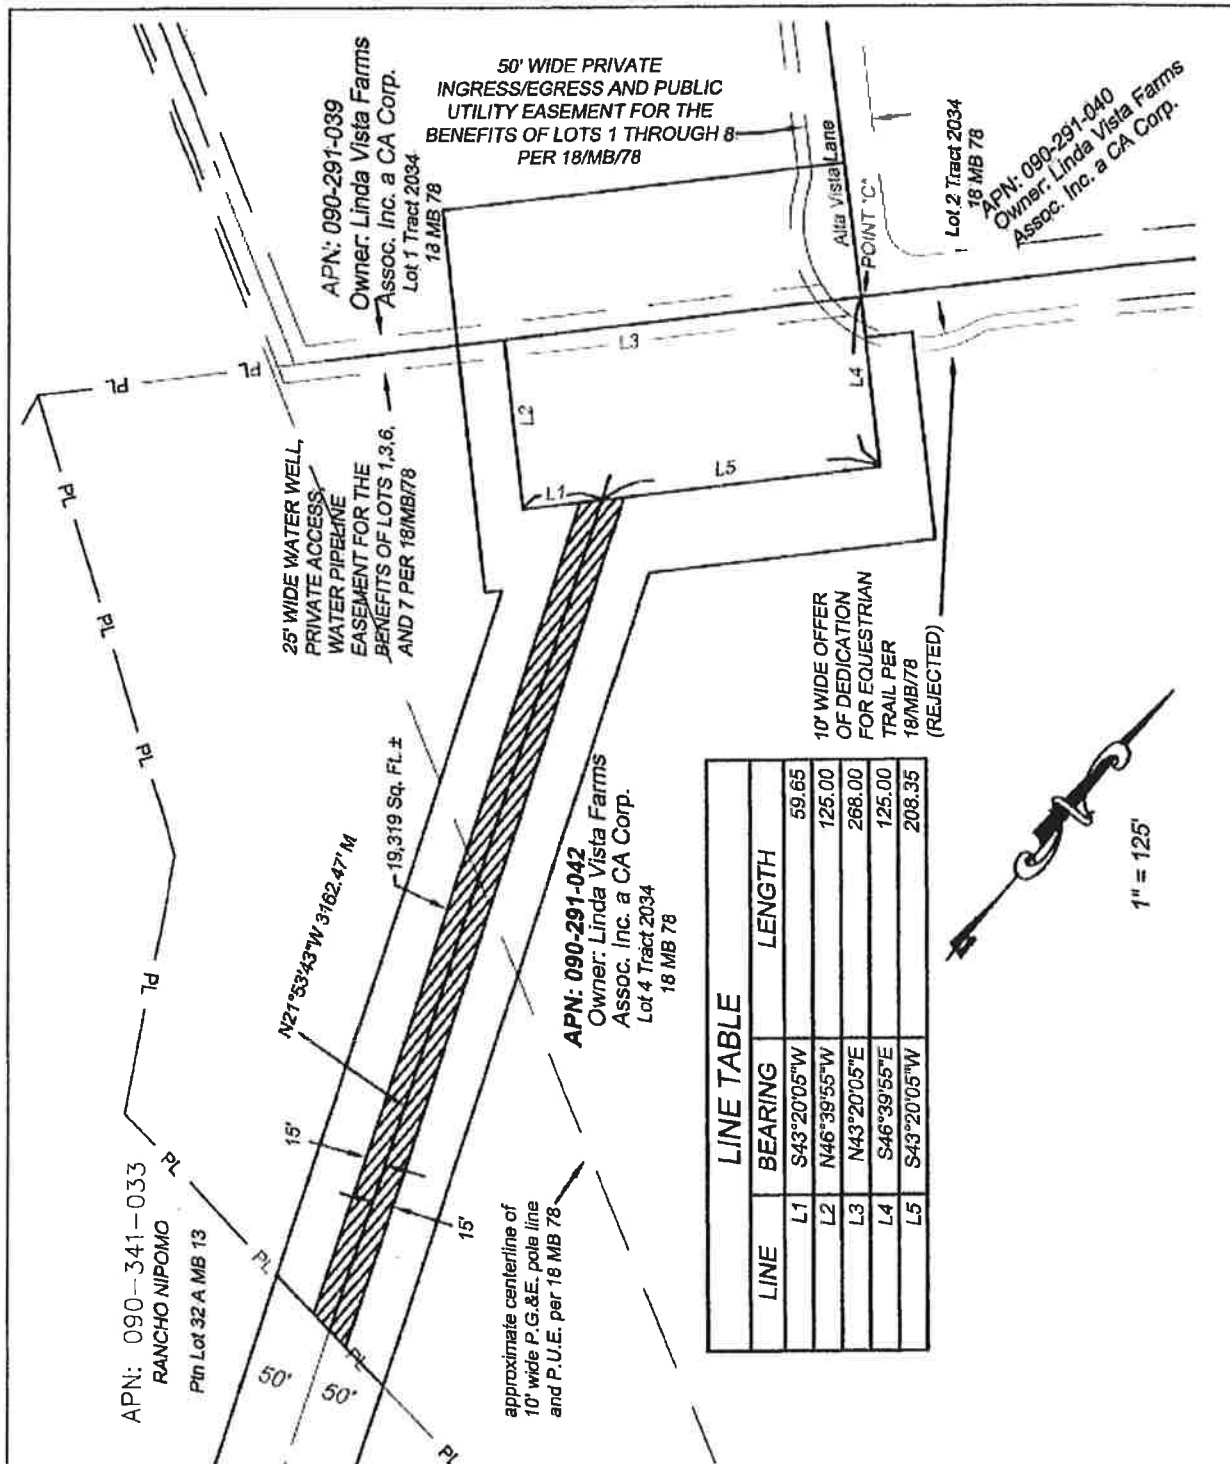 50' WIDE PRIVATE
INGRESS/EGRESS AND PUBLIC
UTILITY EASEMENT FOR THE
BENEFITS OF LOTS 1 THROUGH 8
PER 18/MB/78
APN: 090-291-039
Owner: Linda Vista Farms
Assoc. Inc. a CA Corp.
Lot 1 Tract 2034
18 MB 78
Alta Vista Lane
POINT "C"
Lot 2 Tract 2034
18 MB 78
APN: 090-291-040
Owner: Linda Vista Farms
Assoc. Inc. a CA Corp.
PL
PL
PL
PL
PL
PL
PL
PL
PL
PL
L3
L2
L4
L1
L5
25' WIDE WATER WELL,
PRIVATE ACCESS,
WATER PIPELINE
EASEMENT FOR THE
BENEFITS OF LOTS 1,3,6,
AND 7 PER 18/MB/78
10' WIDE OFFER
OF DEDICATION
FOR EQUESTRIAN
TRAIL PER
18/MB/78
(REJECTED)
19,319 Sq. Ft. ±
N21°53'43"W 3162.47' M
APN: 090-291-042
Owner: Linda Vista Farms
Assoc. Inc. a CA Corp.
Lot 4 Tract 2034
18 MB 78
15'
15'
APN: 090-341-033
RANCHO NIPOMO
Ptn Lot 32 A MB 13
50'
50'
approximate centerline of
10' wide P.G.&E. pole line
and P.U.E. per 18 MB 78
LINE TABLE
LINE BEARING LENGTH
L1 S43°20'05"W 59.65
L2 N46°39'55"W 125.00
L3 N43°20'05"E 268.00
L4 S46°39'55"E 125.00
L5 S43°20'05"W 208.35
1" = 125'